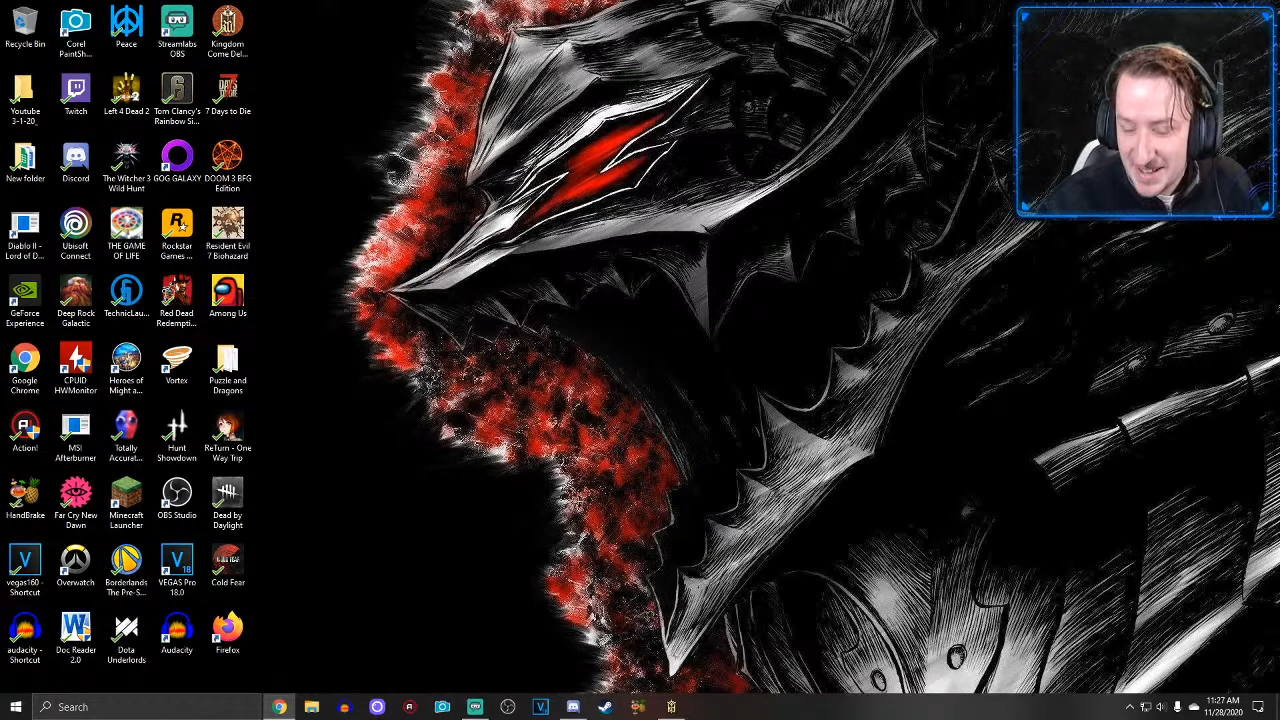 Recycle Bin
Corel
PaintSh...
Peace
Streamlabs
OBS
Kingdom
Come Del...
Youtube
3-1-20_
Twitch
Left 4 Dead 2
Tom Clancy's
Rainbow Si...
7 Days to Die
New folder
Discord
The Witcher 3
Wild Hunt
GOG GALAXY
DOOM 3 BFG
Edition
Diablo II -
Lord of D...
Ubisoft
Connect
THE GAME
OF LIFE
Rockstar
Games ...
Resident Evil
7 Biohazard
GeForce
Experience
Deep Rock
Galactic
TechnicLau...
Red Dead
Redempti...
Among Us
Google
Chrome
CPUID
HWMonitor
Heroes of
Might a...
Vortex
Puzzle and
Dragons
Action!
MSI
Afterburner
Totally
Accurat...
Hunt
Showdown
ReTurn - One
Way Trip
HandBrake
Far Cry New
Dawn
Minecraft
Launcher
OBS Studio
Dead by
Daylight
vegas160 -
Shortcut
Overwatch
Borderlands
The Pre-S...
VEGAS Pro
18.0
Cold Fear
audacity -
Shortcut
Doc Reader
2.0
Dota
Underlords
Audacity
Firefox
Search
11:27 AM
11/28/2020